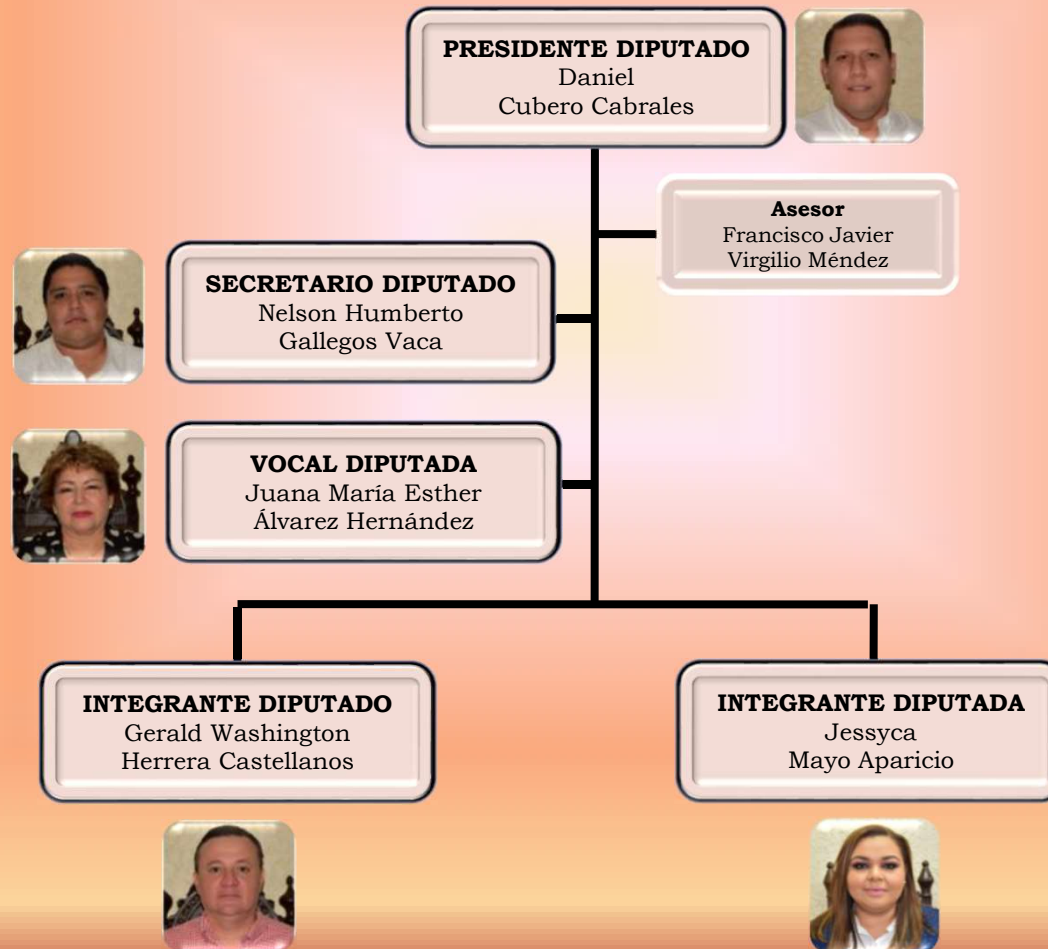 PRESIDENTE DIPUTADO
Daniel
Cubero Cabrales
Asesor
Francisco Javier
Virgilio Méndez
SECRETARIO DIPUTADO
Nelson Humberto
Gallegos Vaca
VOCAL DIPUTADA
Juana María Esther
Álvarez Hernández
INTEGRANTE DIPUTADO
Gerald Washington
Herrera Castellanos
INTEGRANTE DIPUTADA
Jessyca
Mayo Aparicio